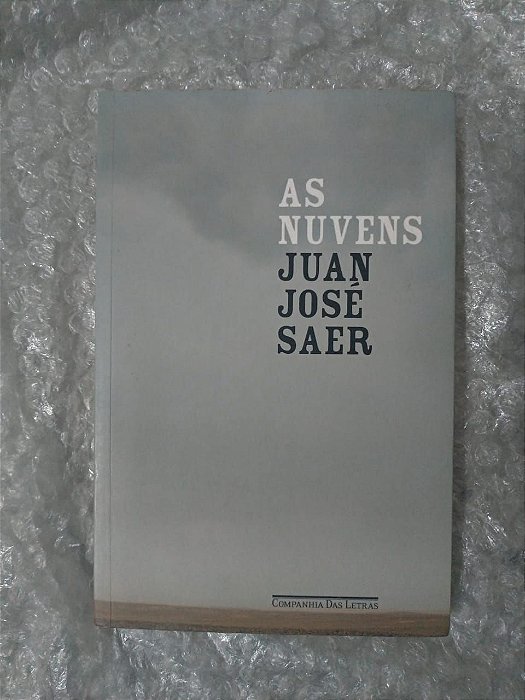 AS
NUVENS
JUAN
JOSÉ
SAER
COMPANHIA DAS LETRAS